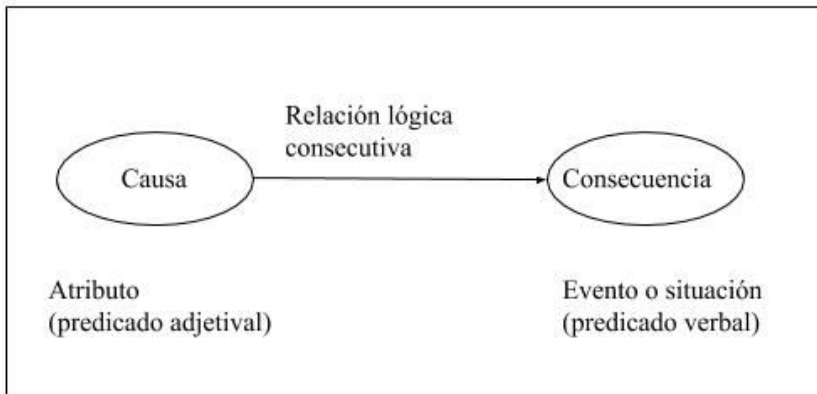 Relación lógica
consecutiva
Causa
Consecuencia
Atributo
(predicado adjetival)
Evento o situación
(predicado verbal)